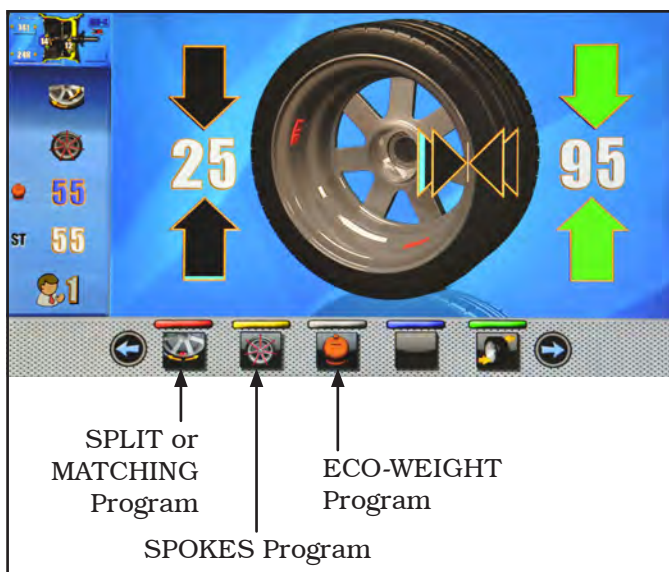 25
95
55
ST 55
1
SPLIT or
MATCHING
Program
ECO-WEIGHT
Program
SPOKES Program